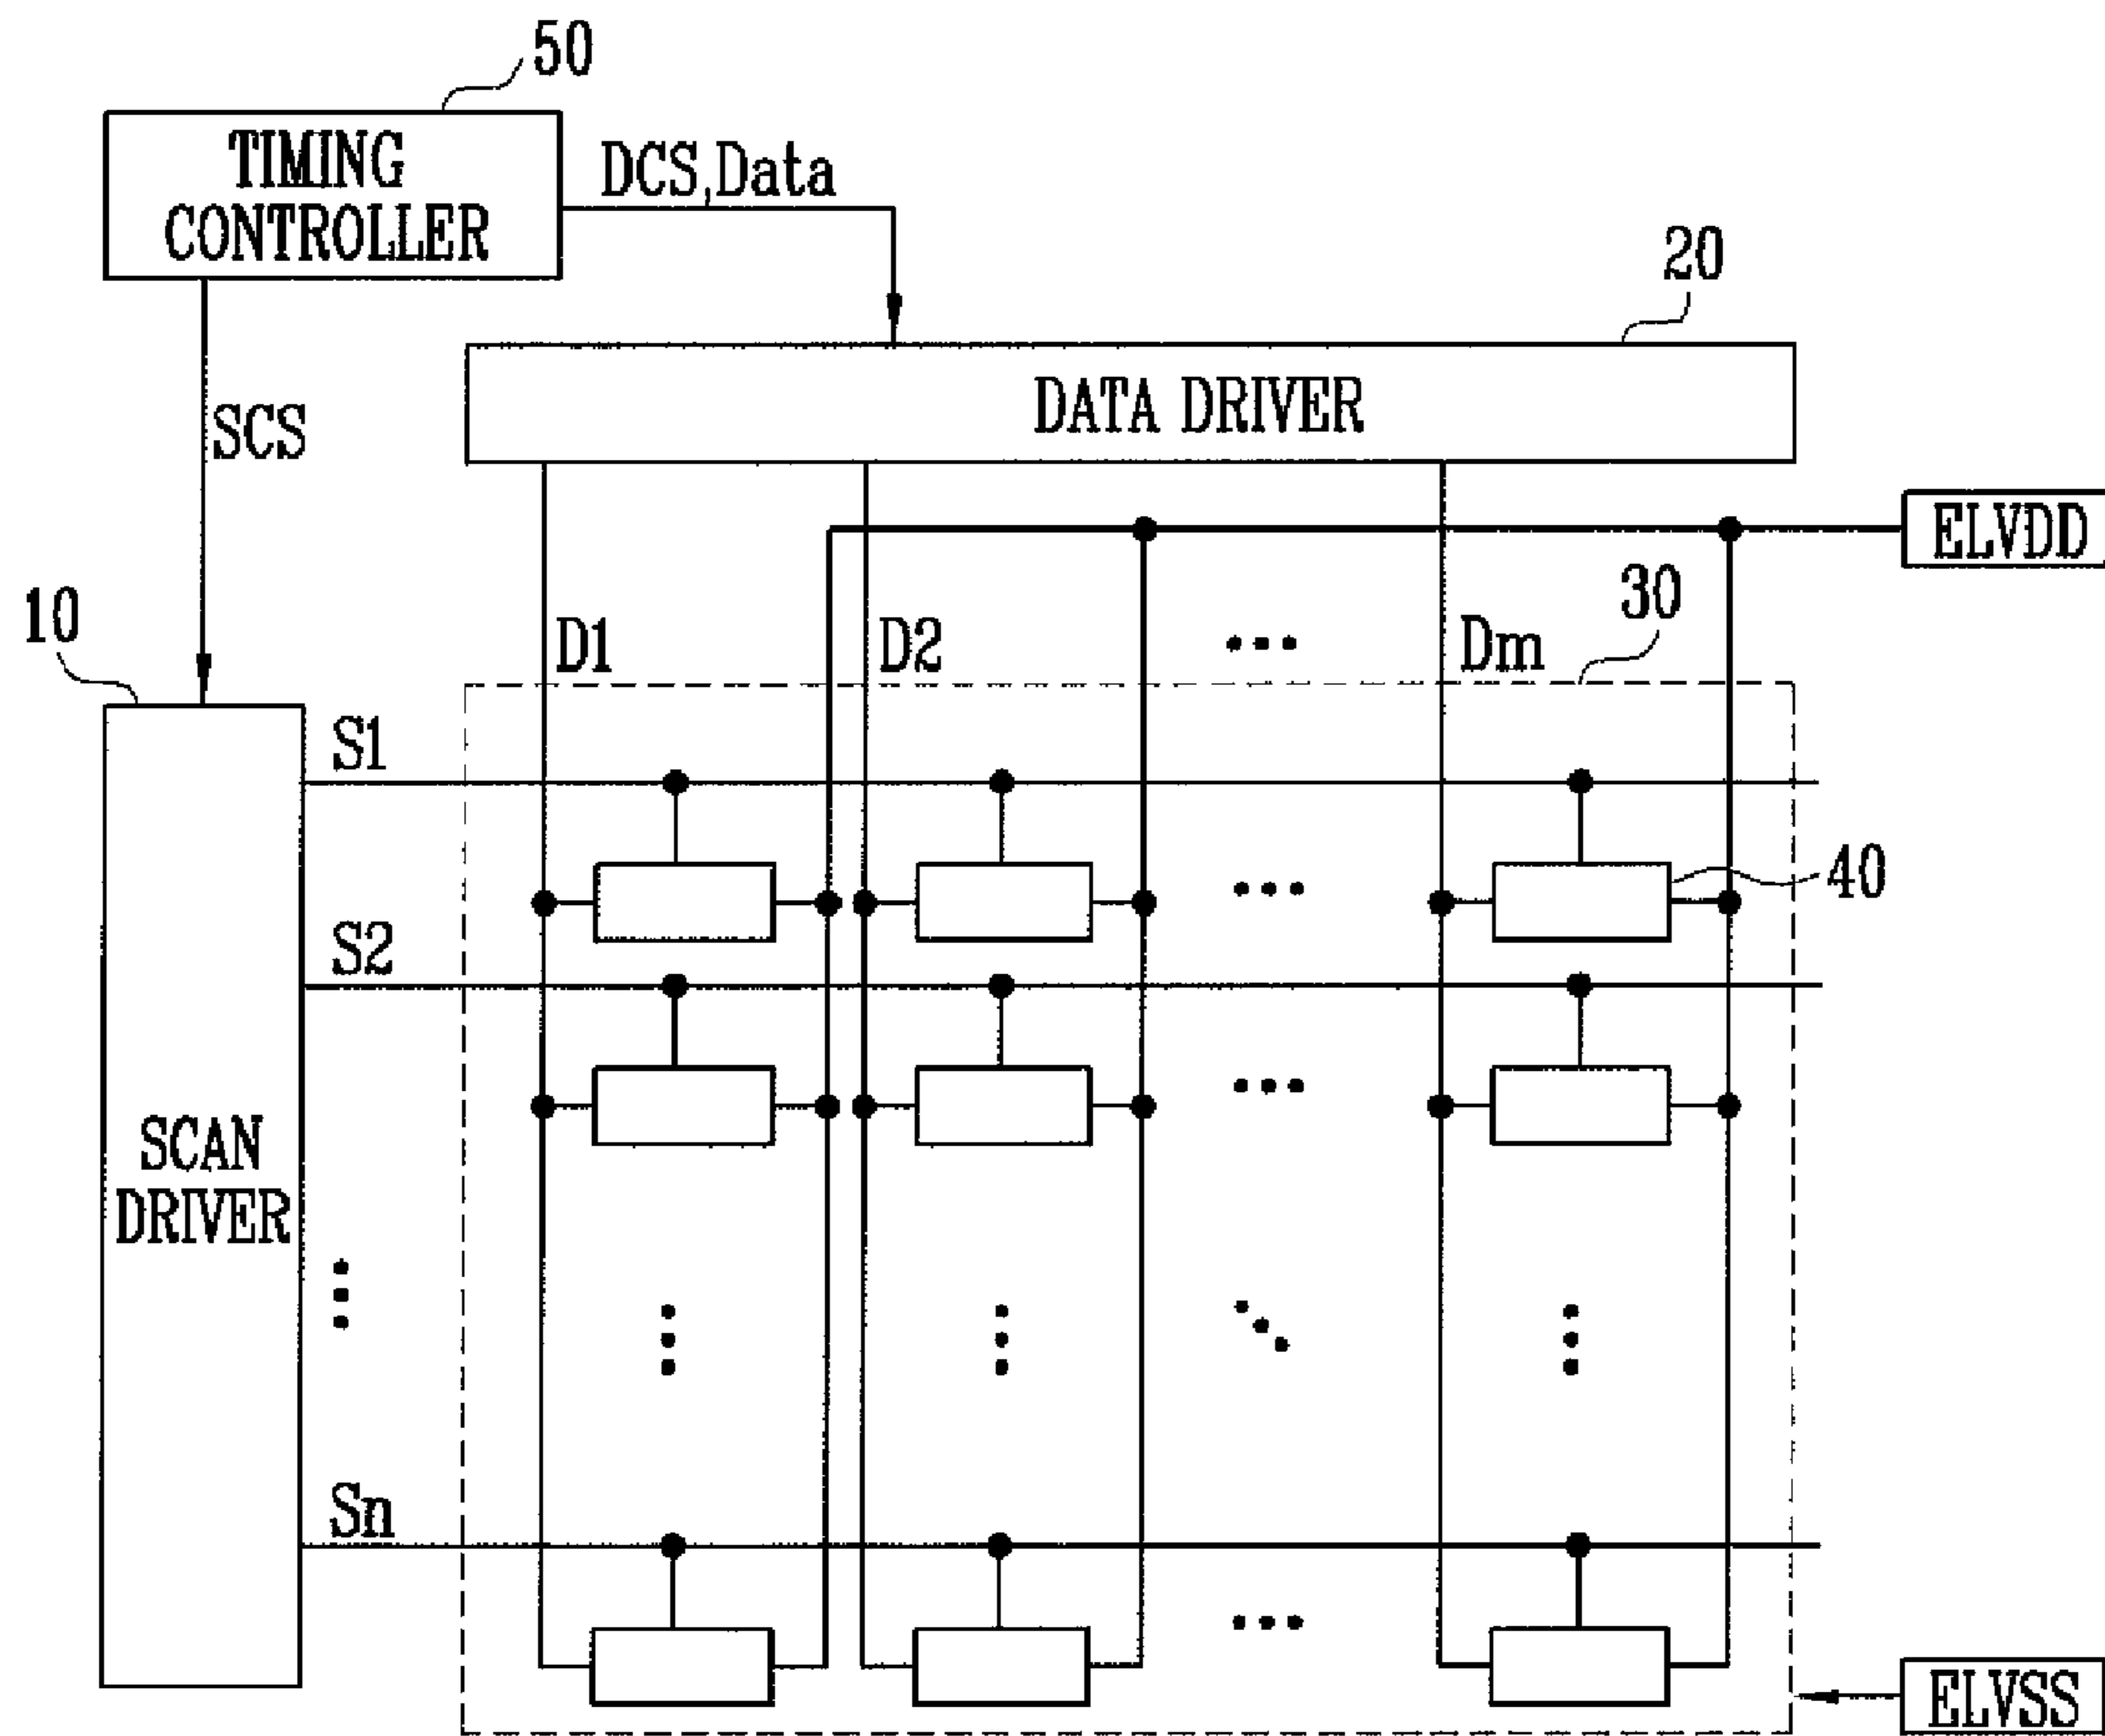 50
TIMING
CONTROLLER
DCS,Data
20
DATA DRIVER
SCS
ELVDD
10
D1
D2
Dm
30
S1
40
S2
SCAN
DRIVER
Sn
ELVSS